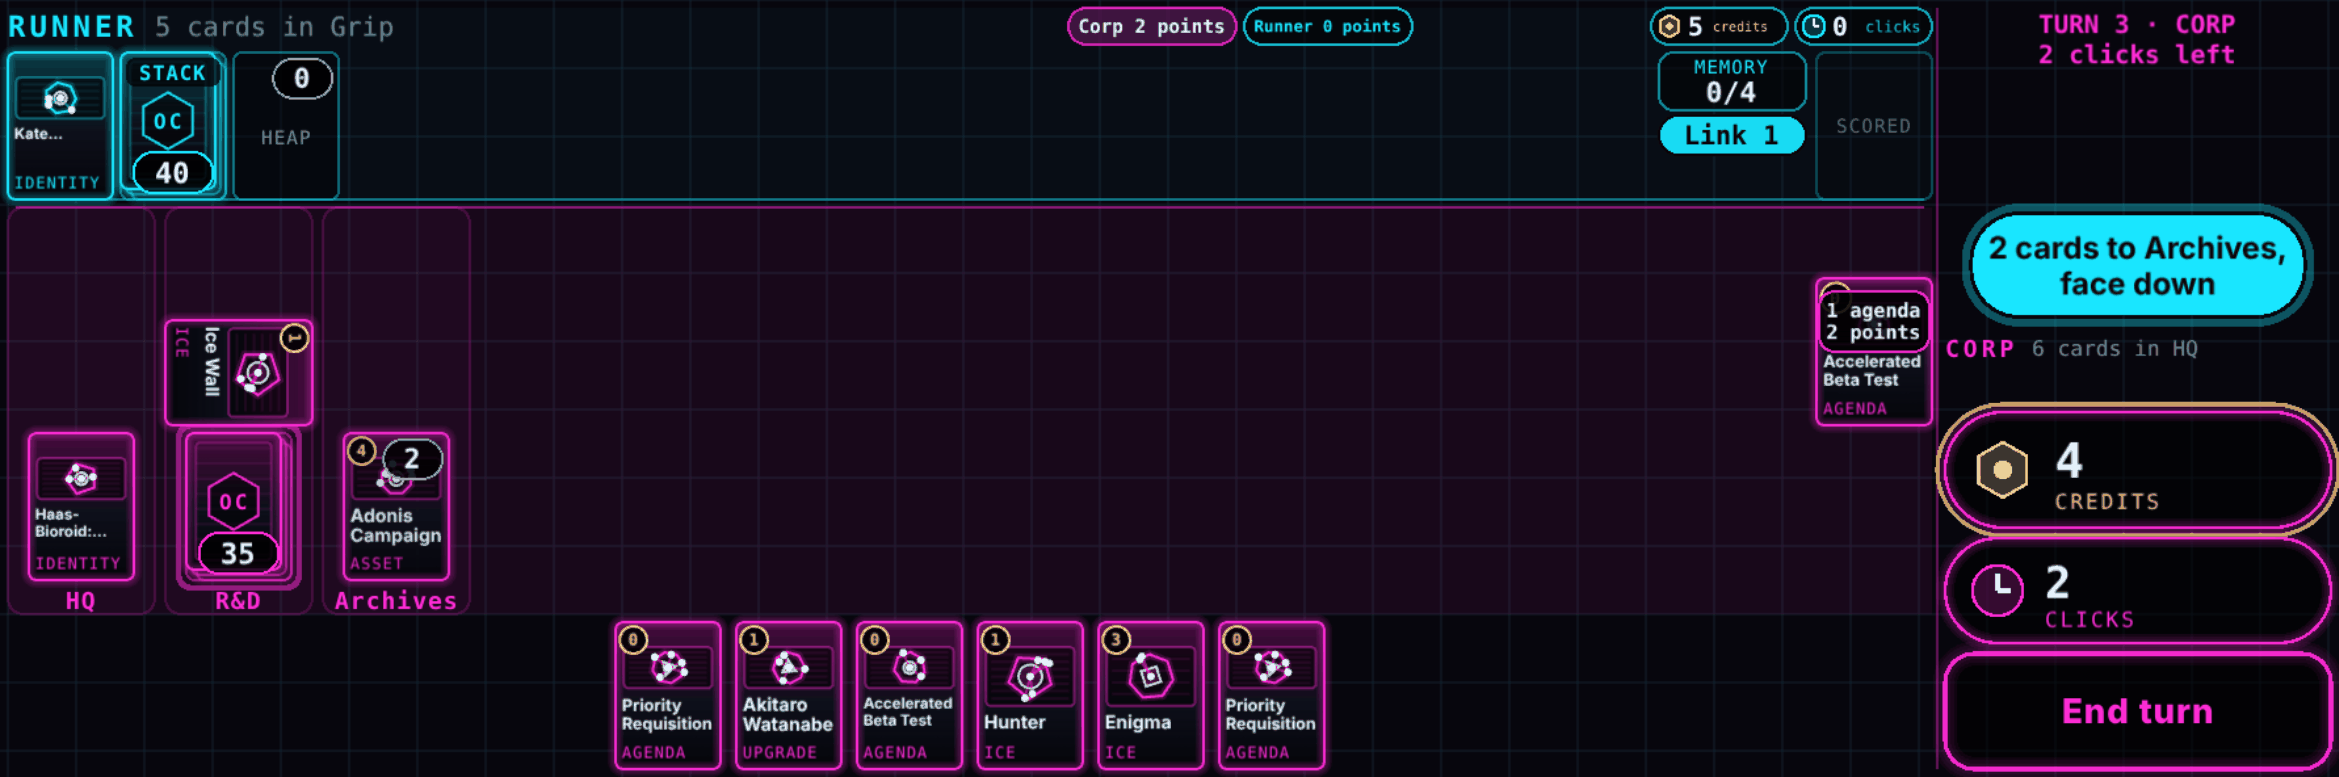 RUNNER 5 cards in Grip
Corp 2 points
Runner 0 points
5 credits
0 clicks
TURN 3 · CORP
2 clicks left
Kate...
IDENTITY
STACK
OC
40
0
HEAP
MEMORY
0/4
Link 1
SCORED
2 cards to Archives,
face down
CORP 6 cards in HQ
ICE
Ice Wall
1
1 agenda
2 points
Accelerated
Beta Test
AGENDA
Haas-
Bioroid:...
IDENTITY
HQ
OC
35
R&D
4
2
Adonis
Campaign
ASSET
Archives
4
CREDITS
2
CLICKS
End turn
0
Priority
Requisition
AGENDA
1
Akitaro
Watanabe
UPGRADE
0
Accelerated
Beta Test
AGENDA
1
Hunter
ICE
3
Enigma
ICE
0
Priority
Requisition
AGENDA